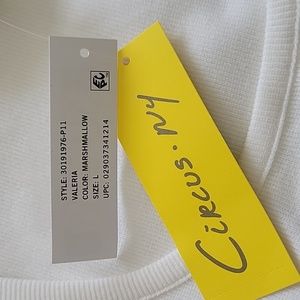 STYLE: 30191976-P11
VALERIA
COLOR: MARSHMALLOW
SIZE: L
UPC: 029037341214
CIRCUS.NY